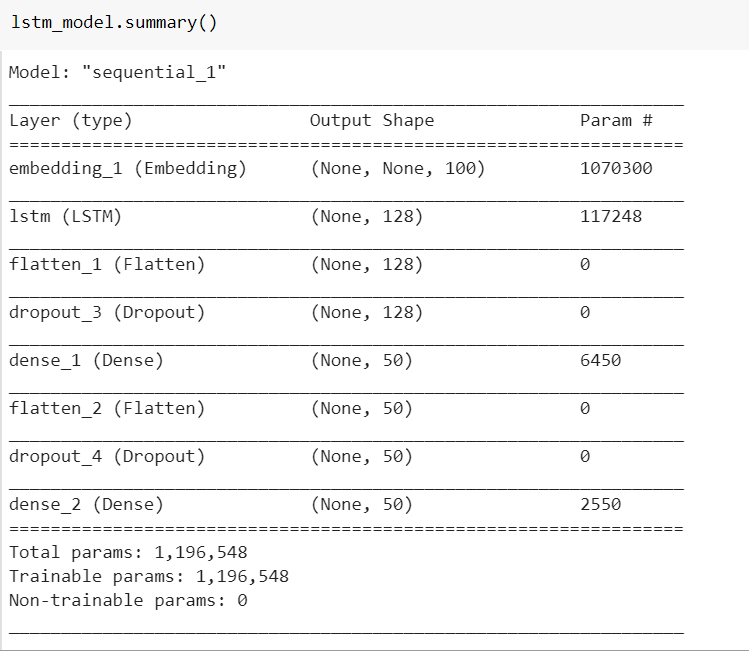 lstm_model.summary()
Model: "sequential_1"
_________________________________________________________________
Layer (type)                 Output Shape              Param #
=================================================================
embedding_1 (Embedding)      (None, None, 100)         1070300
_________________________________________________________________
lstm (LSTM)                  (None, 128)               117248
_________________________________________________________________
flatten_1 (Flatten)          (None, 128)               0
_________________________________________________________________
dropout_3 (Dropout)          (None, 128)               0
_________________________________________________________________
dense_1 (Dense)              (None, 50)                6450
_________________________________________________________________
flatten_2 (Flatten)          (None, 50)                0
_________________________________________________________________
dropout_4 (Dropout)          (None, 50)                0
_________________________________________________________________
dense_2 (Dense)              (None, 50)                2550
=================================================================
Total params: 1,196,548
Trainable params: 1,196,548
Non-trainable params: 0
_________________________________________________________________